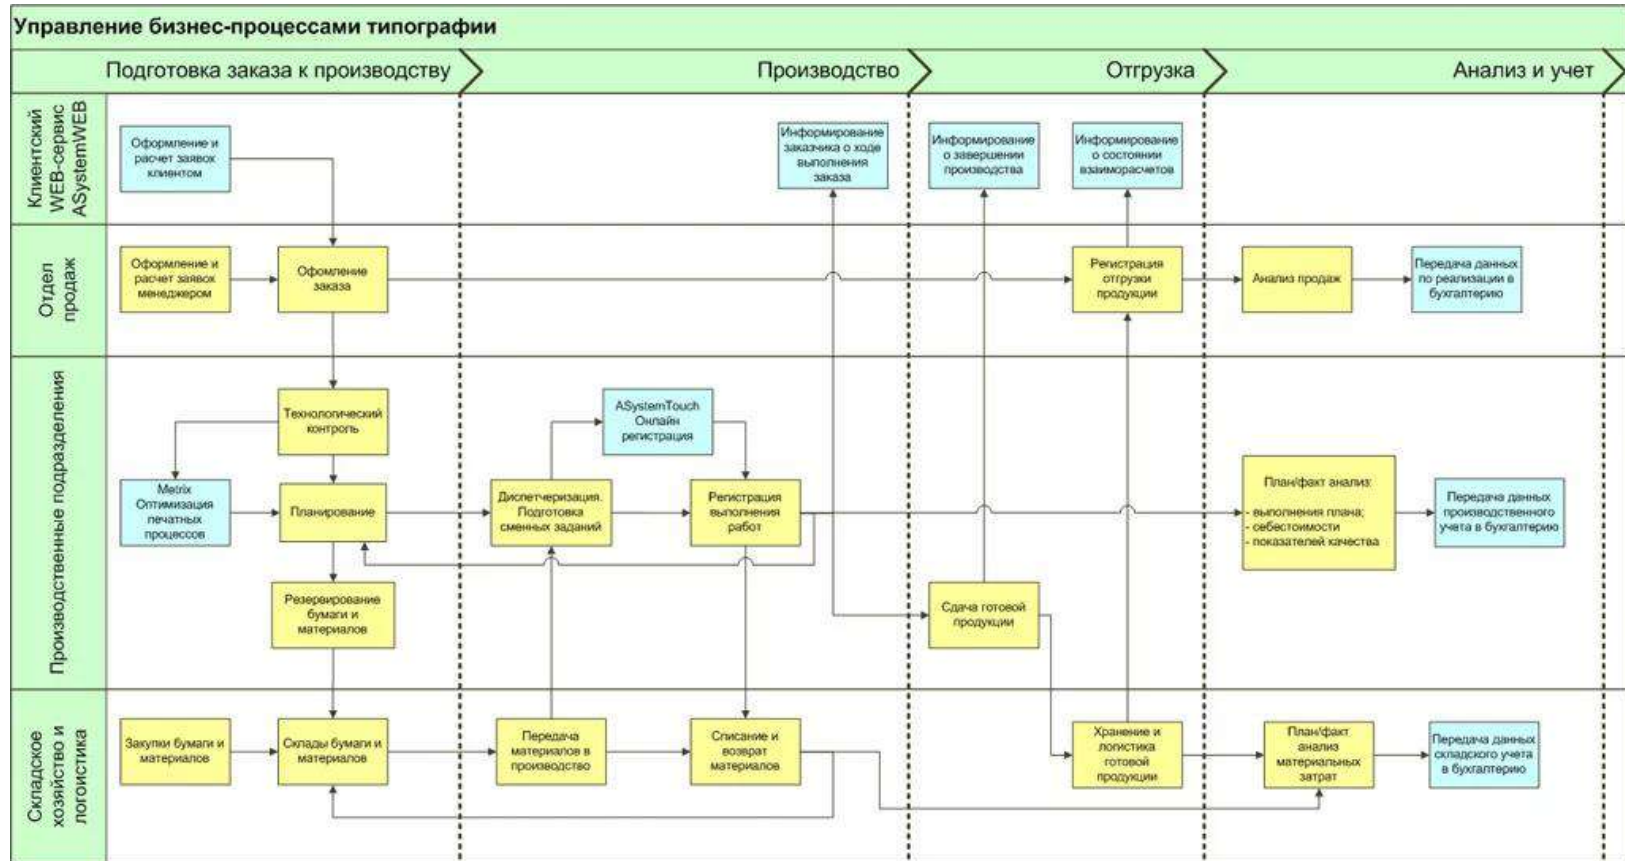 Управление бизнес-процессами типографии
Подготовка заказа к производству
Производство
Отгрузка
Анализ и учет
Клиентский
WEB-сервис
ASystemWEB
Оформление и
расчет заявок
клиентом
Информирование
заказчика о ходе
выполнения
заказа
Информирование
о завершении
производства
Информирование
о состоянии
взаиморасчетов
Отдел
продаж
Оформление и
расчет заявок
менеджером
Офомление
заказа
Регистрация
отгрузки
продукции
Анализ продаж
Передача данных
по реализации в
бухгалтерию
Производственные подразделения
Технологический
контроль
ASystemTouch
Онлайн
регистрация
Metrix
Оптимизация
печатных
процессов
Планирование
Диспетчеризация.
Подготовка
сменных заданий
Регистрация
выполнения
работ
План/факт анализ:
- выполнения плана;
- себестоимости
- показателей качества
Передача данных
производственного
учета в бухгалтерию
Резервирование
бумаги и
материалов
Сдача готовой
продукции
Складское
хозяйство и
логоистика
Закупки бумаги и
материалов
Склады бумаги и
материалов
Передача
материалов в
производство
Списание и
возврат
материалов
Хранение и
логистика
готовой
продукции
План/факт
анализ
материальных
затрат
Передача данных
складского учета
в бухгалтерию